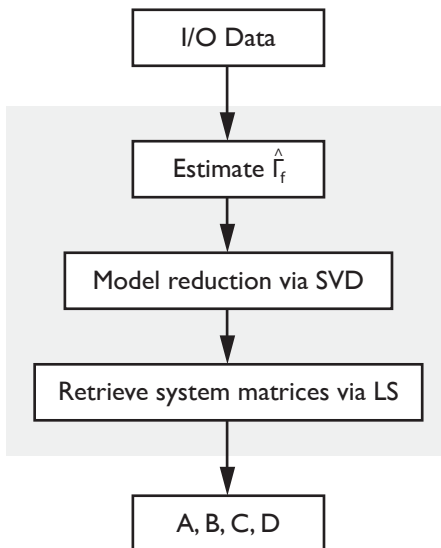 I/O Data
Estimate Γ̂f
Model reduction via SVD
Retrieve system matrices via LS
A, B, C, D